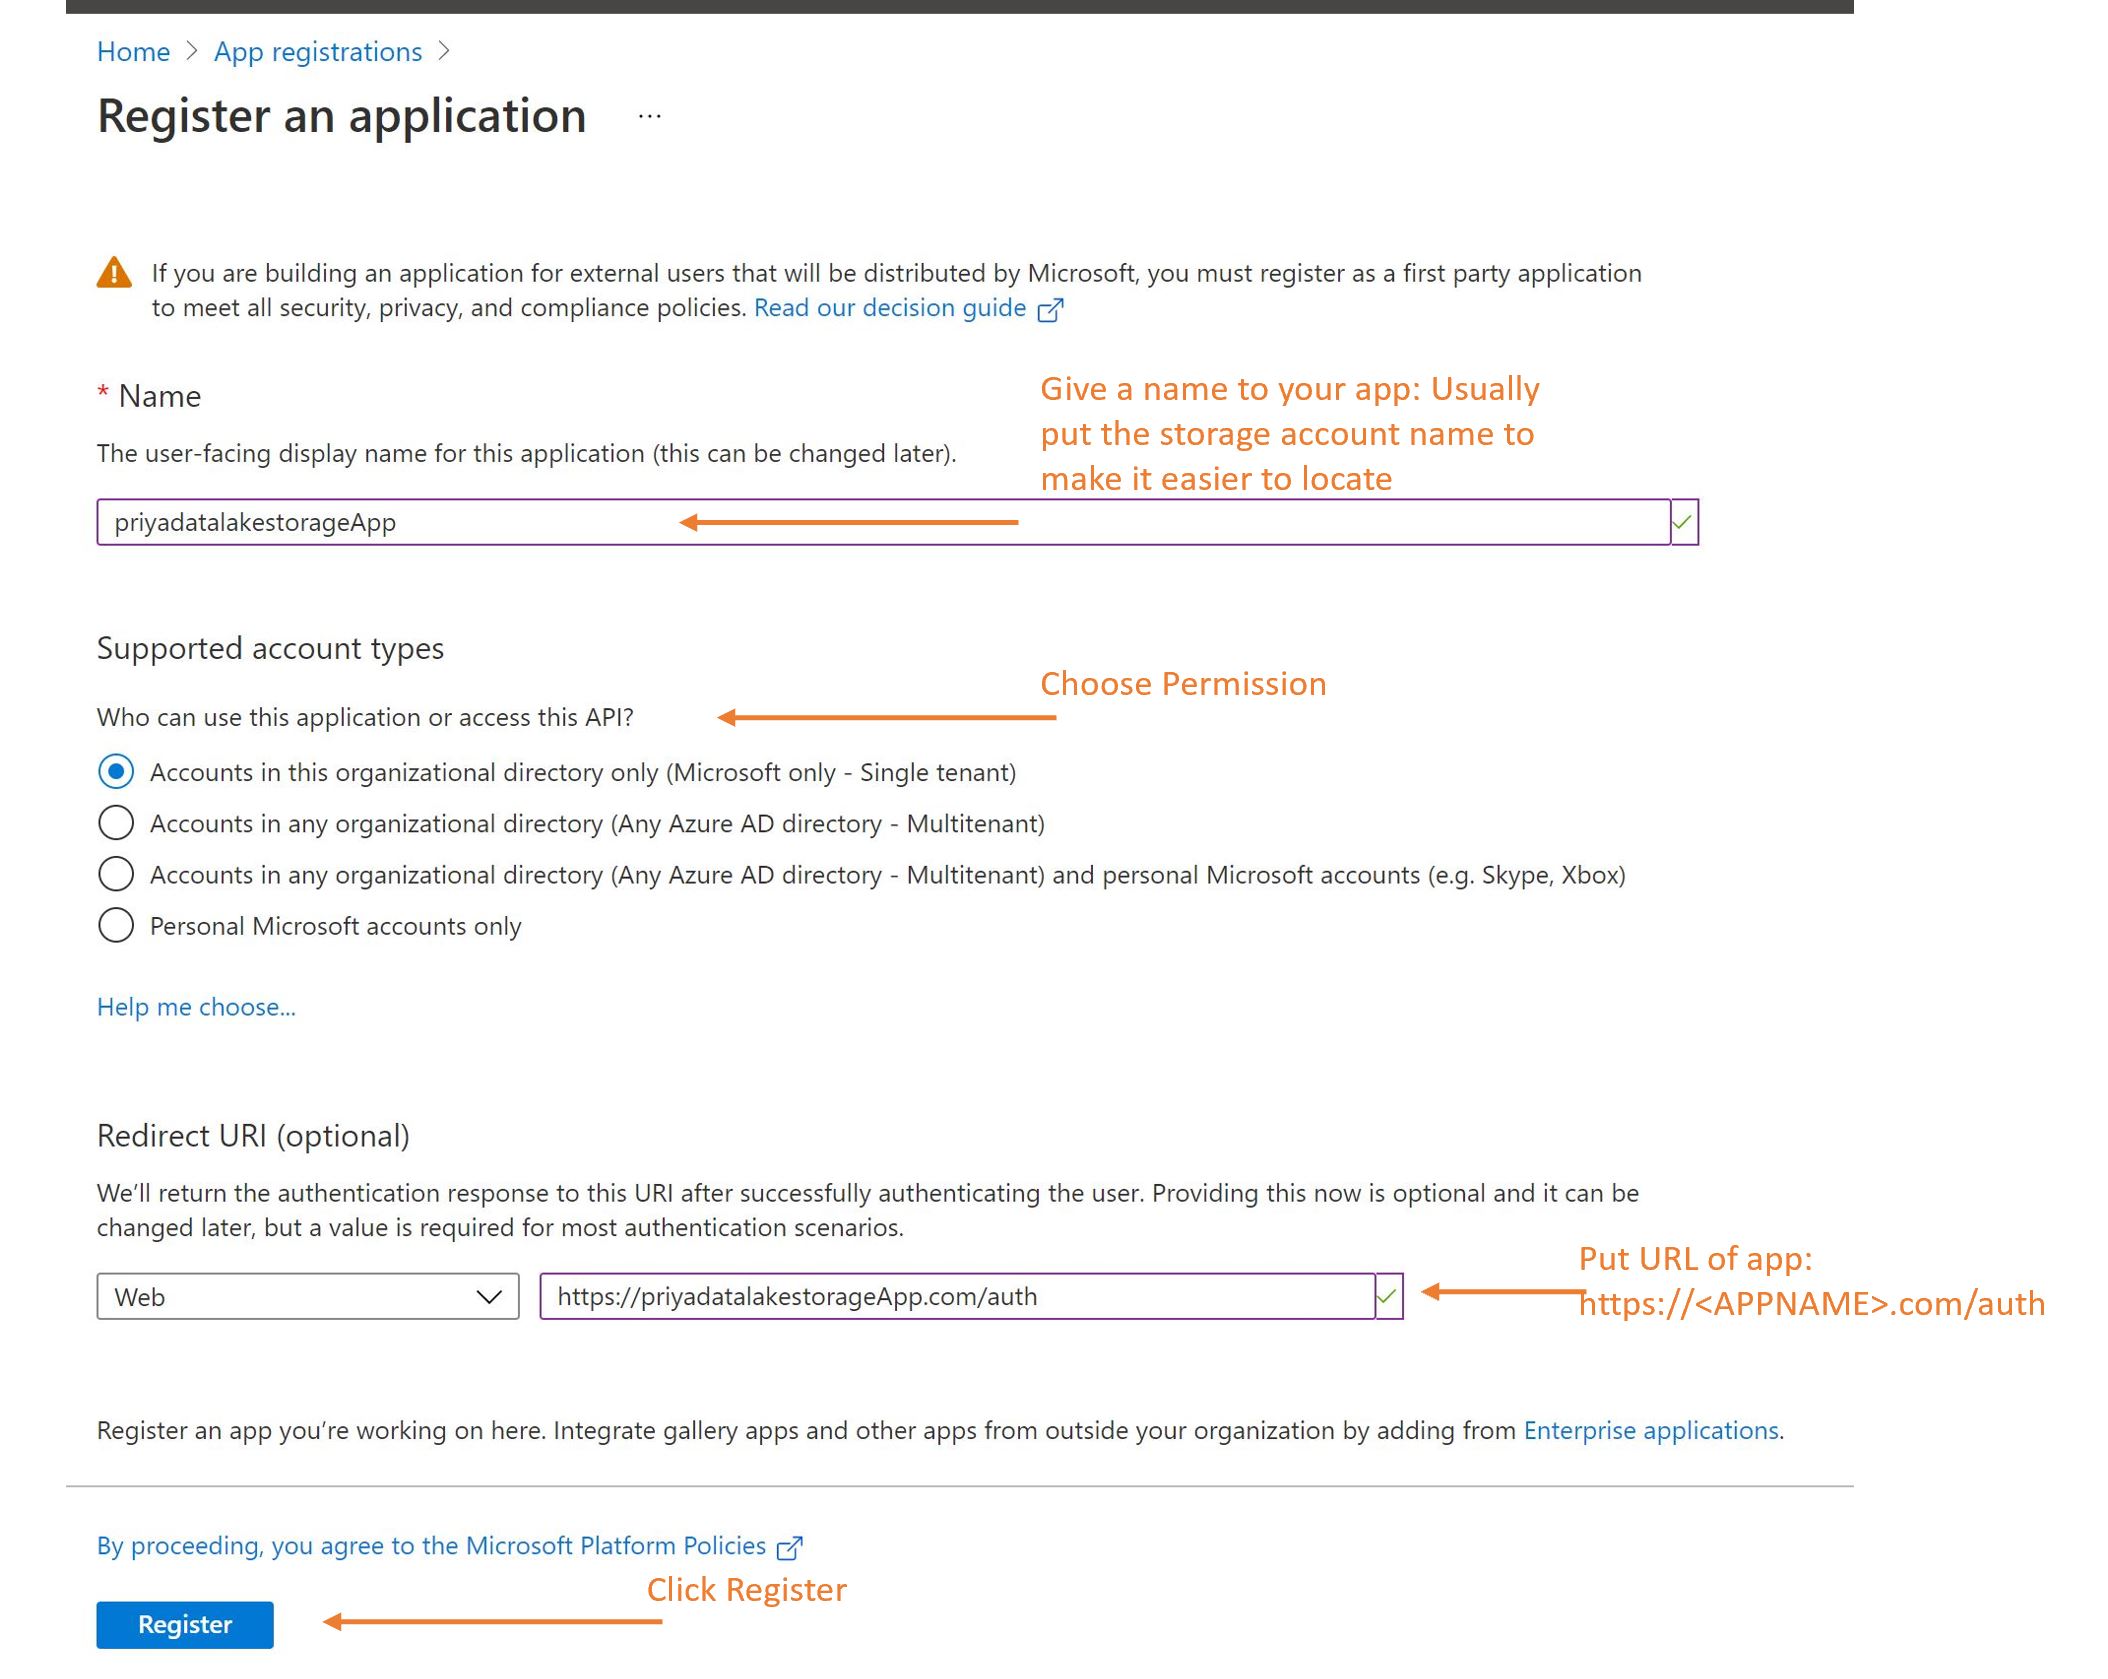 Home > App registrations >
Register an application ...
If you are building an application for external users that will be distributed by Microsoft, you must register as a first party application
to meet all security, privacy, and compliance policies. Read our decision guide
* Name
Give a name to your app: Usually
put the storage account name to
make it easier to locate
The user-facing display name for this application (this can be changed later).
priyadatalakestorageApp
Supported account types
Choose Permission
Who can use this application or access this API?
Accounts in this organizational directory only (Microsoft only - Single tenant)
Accounts in any organizational directory (Any Azure AD directory - Multitenant)
Accounts in any organizational directory (Any Azure AD directory - Multitenant) and personal Microsoft accounts (e.g. Skype, Xbox)
Personal Microsoft accounts only
Help me choose...
Redirect URI (optional)
We'll return the authentication response to this URI after successfully authenticating the user. Providing this now is optional and it can be
changed later, but a value is required for most authentication scenarios.
Web
https://priyadatalakestorageApp.com/auth
Put URL of app:
https://<APPNAME>.com/auth
Register an app you're working on here. Integrate gallery apps and other apps from outside your organization by adding from Enterprise applications.
By proceeding, you agree to the Microsoft Platform Policies
Click Register
Register